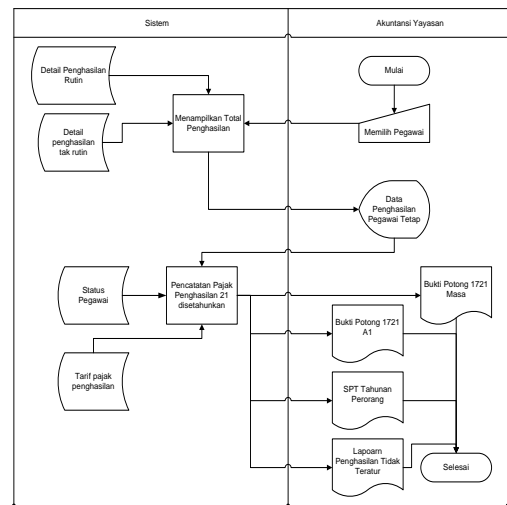 Sistem
Akuntansi Yayasan
Detail Penghasilan
Rutin
Mulai
Menampilkan Total
Penghasilan
Memilih Pegawai
Detail
penghasilan
tak rutin
Data
Penghasilan
Pegawai Tetap
Status
Pegawai
Pencatatan Pajak
Penghasilan 21
disetahunkan
Bukti Potong 1721
Masa
Bukti Potong 1721
A1
Tarif pajak
penghasilan
SPT Tahunan
Perorang
Lapoarn
Penghasilan Tidak
Teratur
Selesai